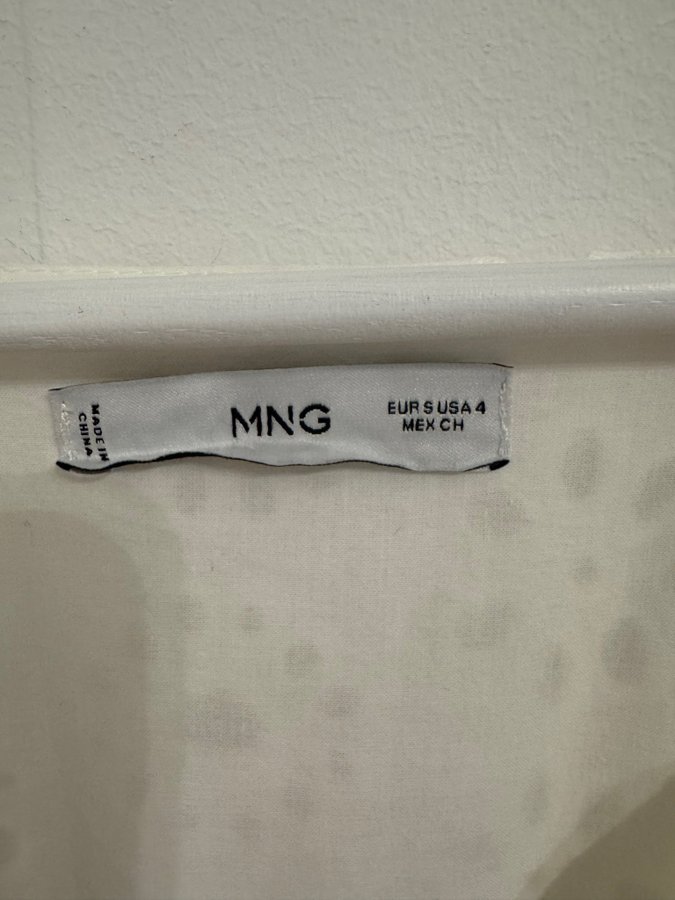 MADE IN
CHINA
MNG
EUR S USA 4
MEX CH